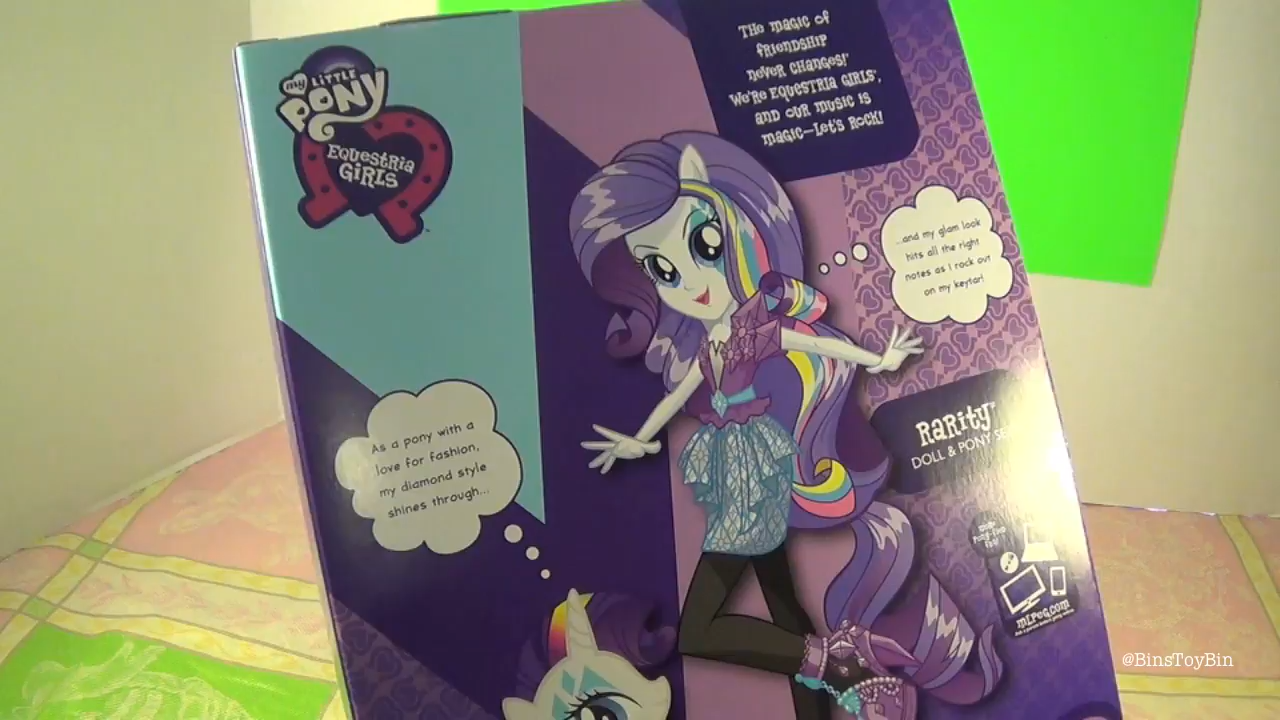 my LiTTLE
PONY
EQUESTRiA
GiRLS
THE magic of
friendship
never changes!
We're EQUESTRIA GIRLS,
and our music is
magic—Let's ROCK!
...and my glam look
hits all the right
notes as I rock out
on my keytar!
As a pony with a
love for fashion,
my diamond style
shines through...
RaRity™
DOLL & PONY SE
mLPEG.com
@BinsToyBin